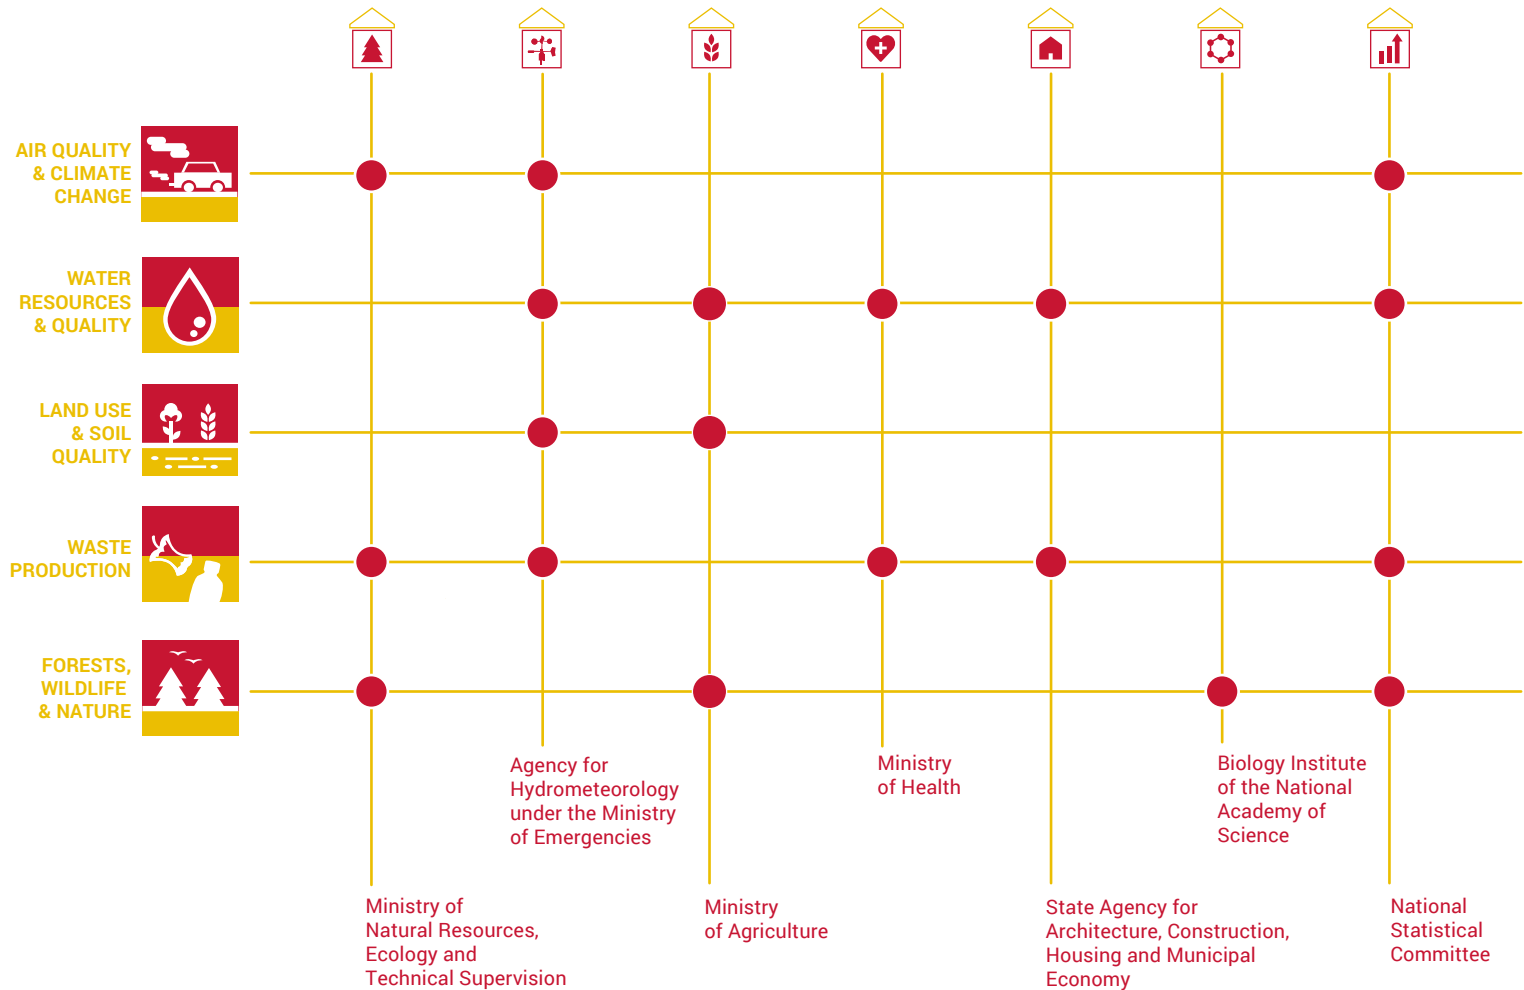 AIR QUALITY
& CLIMATE
CHANGE
WATER
RESOURCES
& QUALITY
LAND USE
& SOIL
QUALITY
WASTE
PRODUCTION
FORESTS,
WILDLIFE
& NATURE
Agency for
Hydrometeorology
under the Ministry
of Emergencies
Ministry
of Health
Biology Institute
of the National
Academy of
Science
Ministry of
Natural Resources,
Ecology and
Technical Supervision
Ministry
of Agriculture
State Agency for
Architecture, Construction,
Housing and Municipal
Economy
National
Statistical
Committee